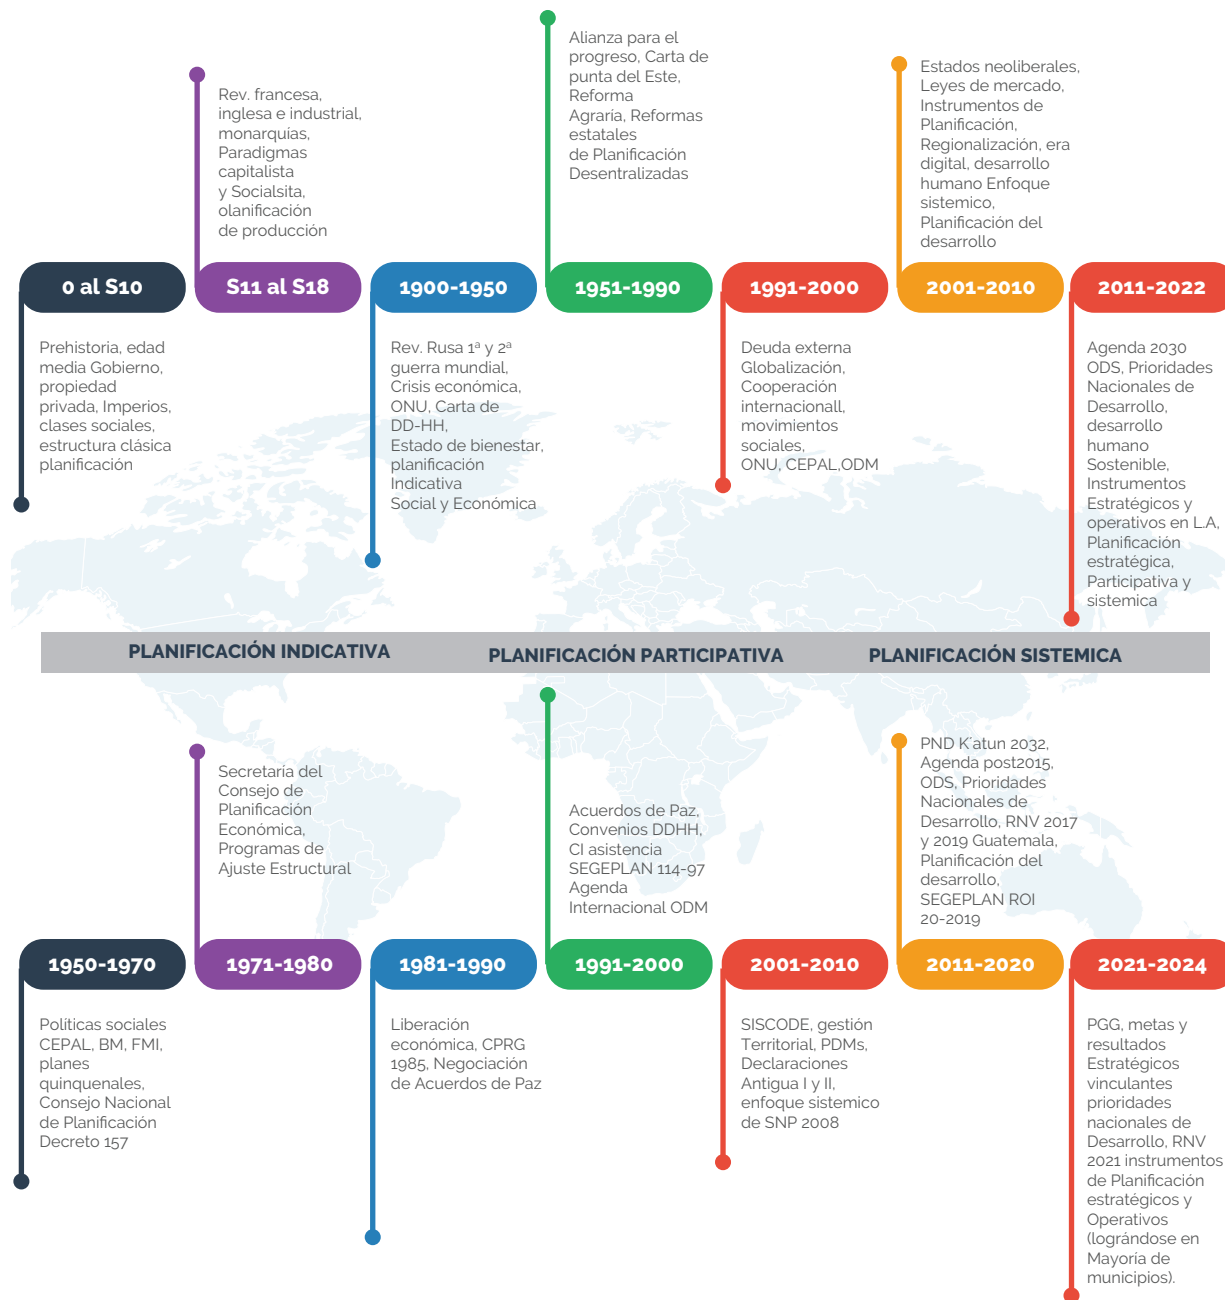 Alianza para el
progreso, Carta de
punta del Este,
Reforma
Agraría, Reformas
estatales
de Planificación
Desentralizadas
Estados neoliberales,
Leyes de mercado,
Instrumentos de
Planificación,
Regionalización, era
digital, desarrollo
humano Enfoque
sistemico,
Planificación del
desarrollo
Rev. francesa,
inglesa e industrial,
monarquías,
Paradigmas
capitalista
y Socialsita,
olanificación
de producción
0 al S10
S11 al S18
1900-1950
1951-1990
1991-2000
2001-2010
2011-2022
Prehistoria, edad
media Gobierno,
propiedad
privada, Imperios,
clases sociales,
estructura clásica
planificación
Rev. Rusa 1ª y 2ª
guerra mundial,
Crisis económica,
ONU, Carta de
DD-HH,
Estado de bienestar,
planificación
Indicativa
Social y Económica
Deuda externa
Globalización,
Cooperación
internacionall,
movimientos
sociales,
ONU, CEPAL,ODM
Agenda 2030
ODS, Prioridades
Nacionales de
Desarrollo,
desarrollo
humano
Sostenible,
Instrumentos
Estratégicos y
operativos en L.A,
Planificación
estratégica,
Participativa y
sistemica
PLANIFICACIÓN INDICATIVA
PLANIFICACIÓN PARTICIPATIVA
PLANIFICACIÓN SISTEMICA
Secretaría del
Consejo de
Planificación
Económica,
Programas de
Ajuste Estructural
Acuerdos de Paz,
Convenios DDHH,
CI asistencia
SEGEPLAN 114-97
Agenda
Internacional ODM
PND K´atun 2032,
Agenda post2015,
ODS, Prioridades
Nacionales de
Desarrollo, RNV 2017
y 2019 Guatemala,
Planificación del
desarrollo,
SEGEPLAN ROI
20-2019
1950-1970
1971-1980
1981-1990
1991-2000
2001-2010
2011-2020
2021-2024
Políticas sociales
CEPAL, BM, FMI,
planes
quinquenales,
Consejo Nacional
de Planificación
Decreto 157
Liberación
económica, CPRG
1985, Negociación
de Acuerdos de Paz
SISCODE, gestión
Territorial, PDMs,
Declaraciones
Antigua I y II,
enfoque sistemico
de SNP 2008
PGG, metas y
resultados
Estratégicos
vinculantes
prioridades
nacionales de
Desarrollo, RNV
2021 instrumentos
de Planificación
estratégicos y
Operativos
(lográndose en
Mayoría de
municipios).